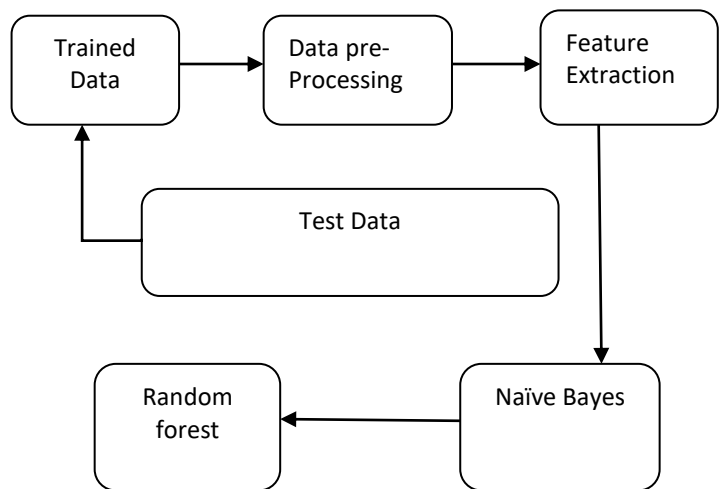 Trained
Data
Data pre-
Processing
Feature
Extraction
Test Data
Naïve Bayes
Random
forest